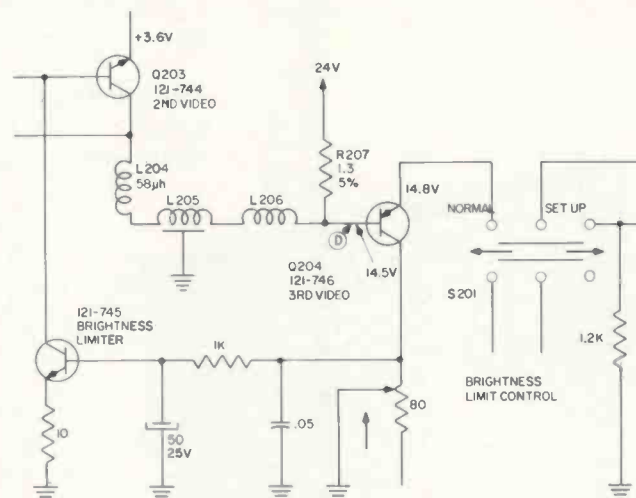 +3.6V
Q203
121-744
2MD VIDEO
24V
L204
58μh
L205
L206
R207
1.3
5%
14.8V
NORMAL
SET UP
D
14.5V
Q204
121-746
3RD VIDEO
S201
121-745
BRIGHTNESS
LIMITER
1K
1.2K
BRIGHTNESS
LIMIT CONTROL
80
.05
50
25V
10